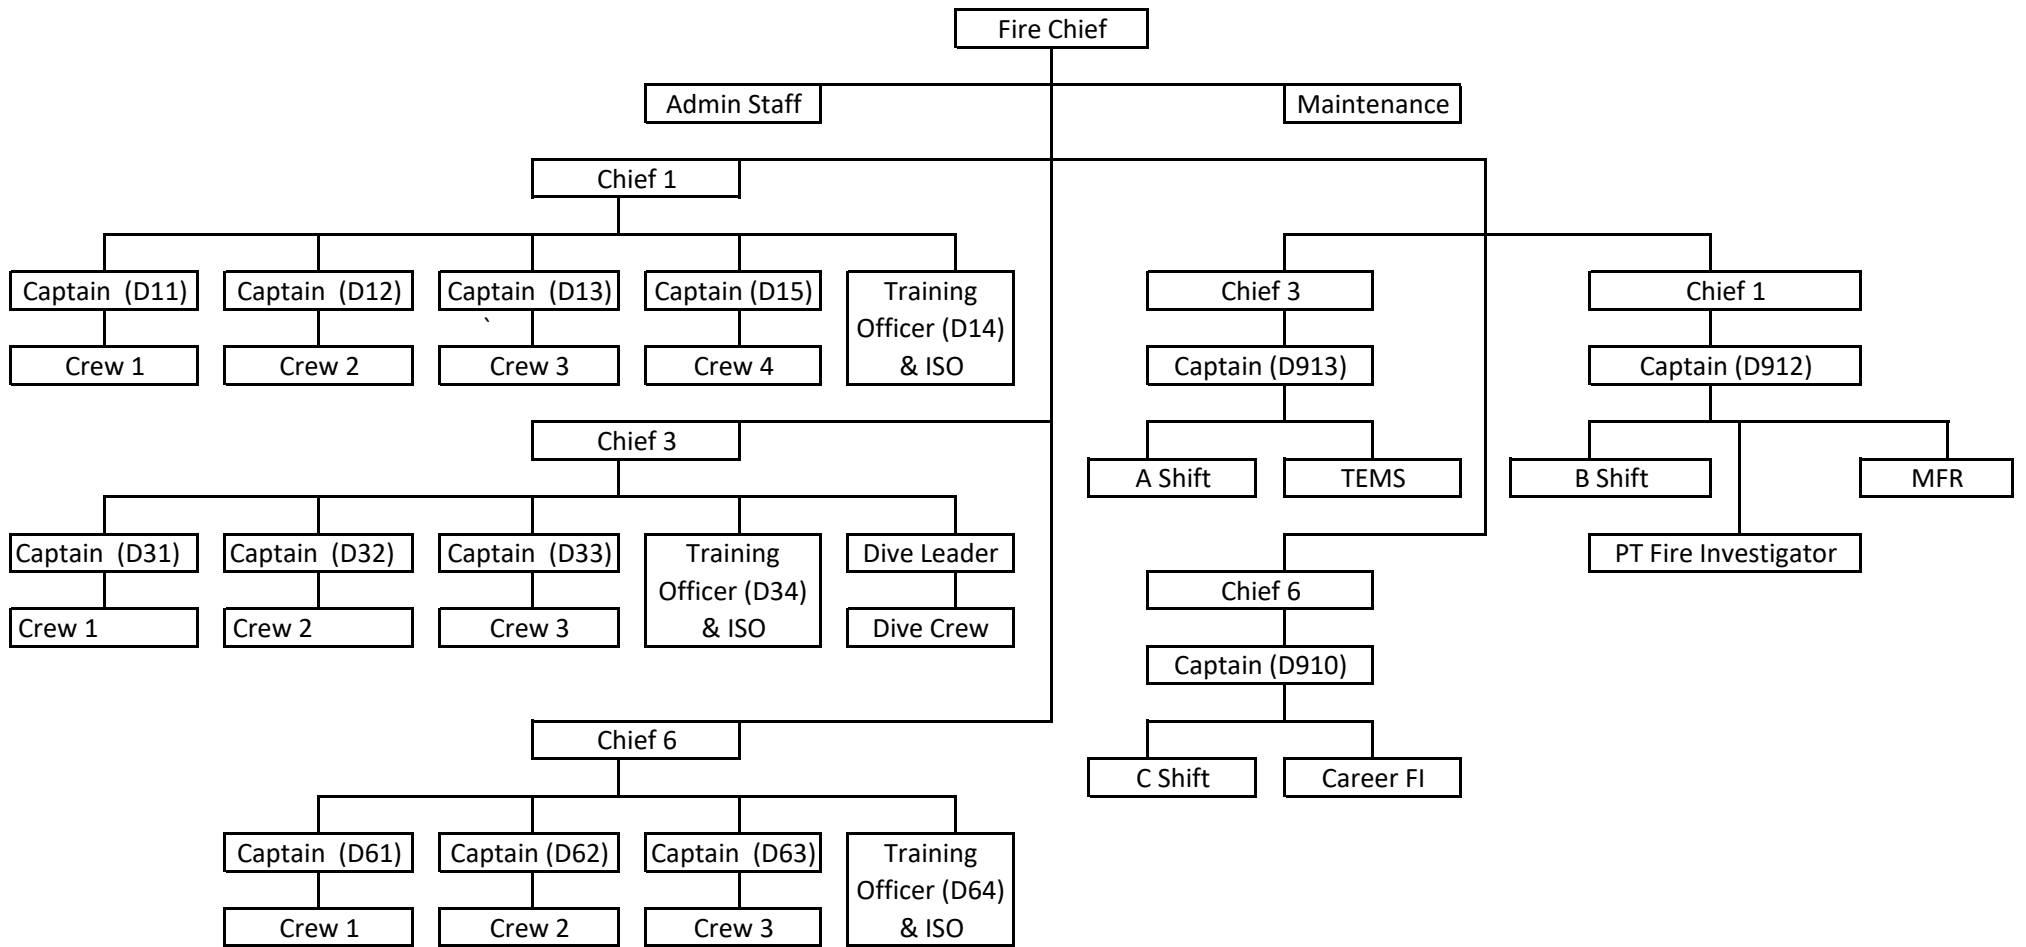 Fire Chief
Admin Staff
Maintenance
Chief 1
Captain (D11)
Captain (D12)
Captain (D13)
Captain (D15)
Training
Officer (D14)
& ISO
`
Crew 1
Crew 2
Crew 3
Crew 4
Chief 3
Captain (D31)
Captain (D32)
Captain (D33)
Training
Officer (D34)
& ISO
Dive Leader
Crew 1
Crew 2
Crew 3
Dive Crew
Chief 6
Captain (D61)
Captain (D62)
Captain (D63)
Training
Officer (D64)
& ISO
Crew 1
Crew 2
Crew 3
Chief 3
Captain (D913)
A Shift
TEMS
Chief 1
Captain (D912)
B Shift
MFR
PT Fire Investigator
Chief 6
Captain (D910)
C Shift
Career FI